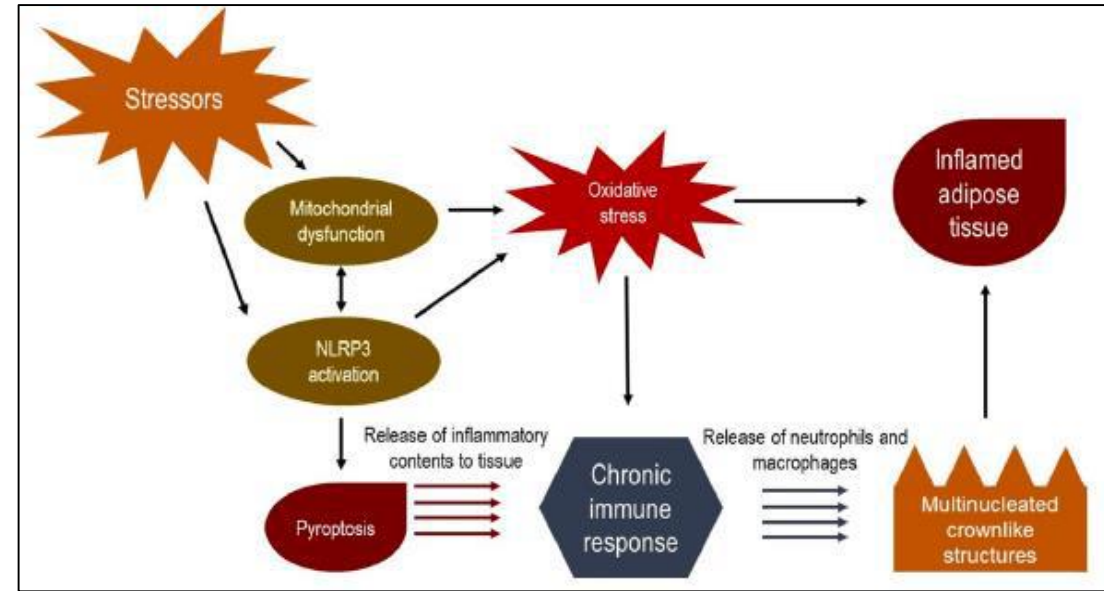 Stressors
Mitochondrial
dysfunction
Oxidative
stress
Inflamed
adipose
tissue
NLRP3
activation
Release of inflammatory
contents to tissue
Release of neutrophils and
macrophages
Pyroptosis
Chronic
immune
response
Multinucleated
crownlike
structures